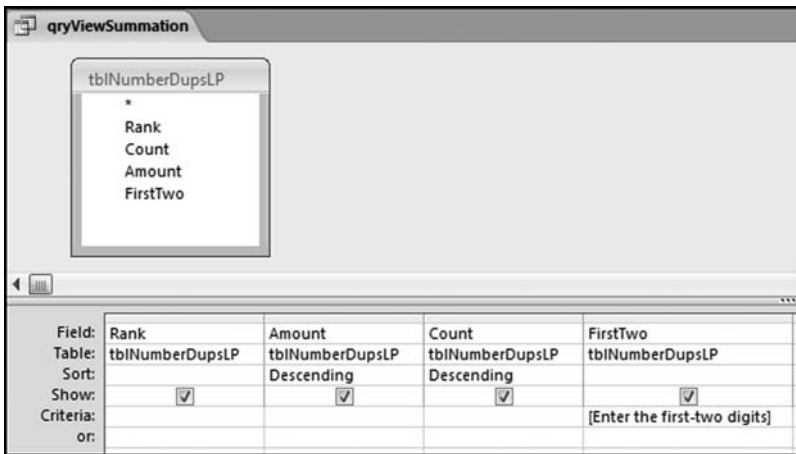 qryViewSummation
tblNumberDupsLP
*
Rank
Count
Amount
FirstTwo
Field: Rank Amount Count FirstTwo
Table: tblNumberDupsLP tblNumberDupsLP tblNumberDupsLP tblNumberDupsLP
Sort: Descending Descending
Show:
Criteria: [Enter the first-two digits]
or: